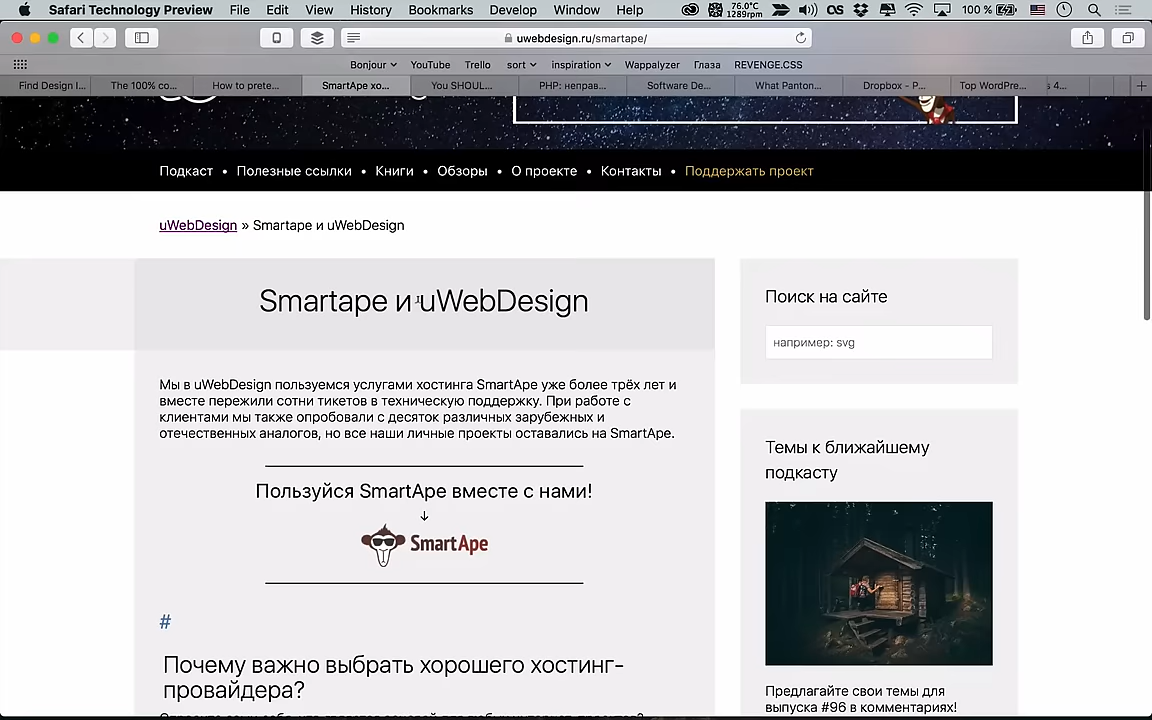 Safari Technology Preview File Edit View History Bookmarks Develop Window Help 76.0°C 1289rpm 100 %
uwebdesign.ru/smartape/
Bonjour YouTube Trello sort inspiration Wappalyzer Глаза REVENGE.CSS
Find Design I... The 100% co... How to prete... SmartApe хо... You SHOUL... PHP: неправ... Software De... What Panton... Dropbox - P... Top WordPre... s 4...
Подкаст • Полезные ссылки • Книги • Обзоры • О проекте • Контакты • Поддержать проект
uWebDesign » Smartape и uWebDesign
Smartape и uWebDesign
Мы в uWebDesign пользуемся услугами хостинга SmartApe уже более трёх лет и
вместе пережили сотни тикетов в техническую поддержку. При работе с
клиентами мы также опробовали с десяток различных зарубежных и
отечественных аналогов, но все наши личные проекты оставались на SmartApe.
Пользуйся SmartApe вместе с нами!
↓
SmartApe
#
Почему важно выбрать хорошего хостинг-
провайдера?
Поиск на сайте
например: svg
Темы к ближайшему
подкасту
Предлагайте свои темы для
выпуска #96 в комментариях!